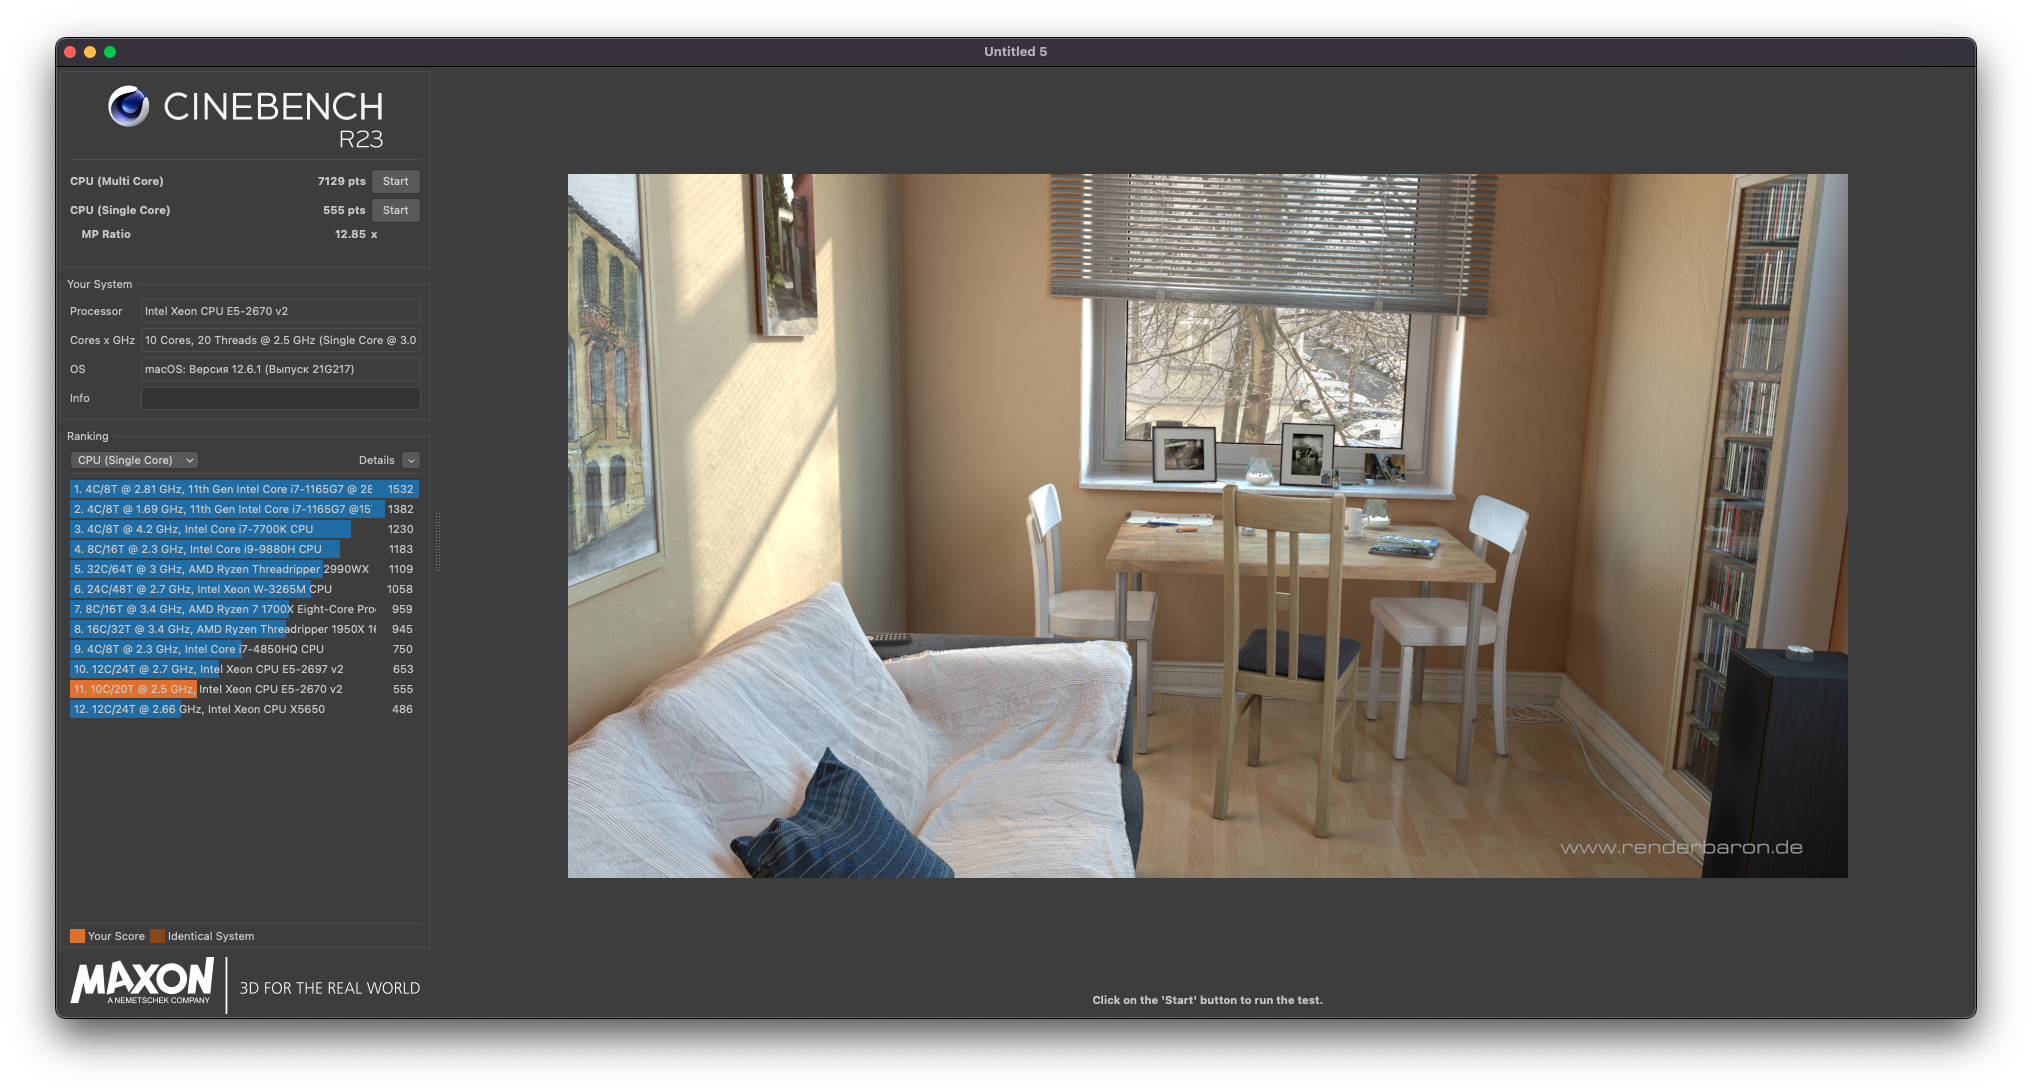 Untitled 5
CINEBENCH
R23
CPU (Multi Core) 7129 pts Start
CPU (Single Core) 555 pts Start
MP Ratio 12.85 x
Your System
Processor Intel Xeon CPU E5-2670 v2
Cores x GHz 10 Cores, 20 Threads @ 2.5 GHz (Single Core @ 3.0
OS macOS: Версия 12.6.1 (Выпуск 21G217)
Info
Ranking
CPU (Single Core) Details
1. 4C/8T @ 2.81 GHz, 11th Gen Intel Core i7-1165G7 @ 28 1532
2. 4C/8T @ 1.69 GHz, 11th Gen Intel Core i7-1165G7 @15 1382
3. 4C/8T @ 4.2 GHz, Intel Core i7-7700K CPU 1230
4. 8C/16T @ 2.3 GHz, Intel Core i9-9880H CPU 1183
5. 32C/64T @ 3 GHz, AMD Ryzen Threadripper 2990WX 1109
6. 24C/48T @ 2.7 GHz, Intel Xeon W-3265M CPU 1058
7. 8C/16T @ 3.4 GHz, AMD Ryzen 7 1700X Eight-Core Pro 959
8. 16C/32T @ 3.4 GHz, AMD Ryzen Threadripper 1950X 16 945
9. 4C/8T @ 2.3 GHz, Intel Core i7-4850HQ CPU 750
10. 12C/24T @ 2.7 GHz, Intel Xeon CPU E5-2697 v2 653
11. 10C/20T @ 2.5 GHz, Intel Xeon CPU E5-2670 v2 555
12. 12C/24T @ 2.66 GHz, Intel Xeon CPU X5650 486
Your Score Identical System
MAXON
A NEMETSCHEK COMPANY
3D FOR THE REAL WORLD
www.renderbaron.de
Click on the 'Start' button to run the test.